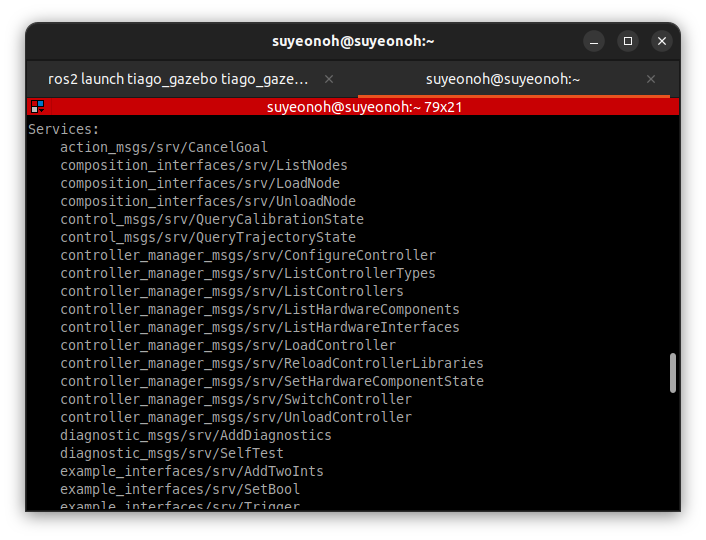 suyeonoh@suyeonoh:~
ros2 launch tiago_gazebo tiago_gaze...
suyeonoh@suyeonoh:~
suyeonoh@suyeonoh:~ 79x21
Services:
action_msgs/srv/CancelGoal
composition_interfaces/srv/ListNodes
composition_interfaces/srv/LoadNode
composition_interfaces/srv/UnloadNode
control_msgs/srv/QueryCalibrationState
control_msgs/srv/QueryTrajectoryState
controller_manager_msgs/srv/ConfigureController
controller_manager_msgs/srv/ListControllerTypes
controller_manager_msgs/srv/ListControllers
controller_manager_msgs/srv/ListHardwareComponents
controller_manager_msgs/srv/ListHardwareInterfaces
controller_manager_msgs/srv/LoadController
controller_manager_msgs/srv/ReloadControllerLibraries
controller_manager_msgs/srv/SetHardwareComponentState
controller_manager_msgs/srv/SwitchController
controller_manager_msgs/srv/UnloadController
diagnostic_msgs/srv/AddDiagnostics
diagnostic_msgs/srv/SelfTest
example_interfaces/srv/AddTwoInts
example_interfaces/srv/SetBool
example_interfaces/srv/Trigger